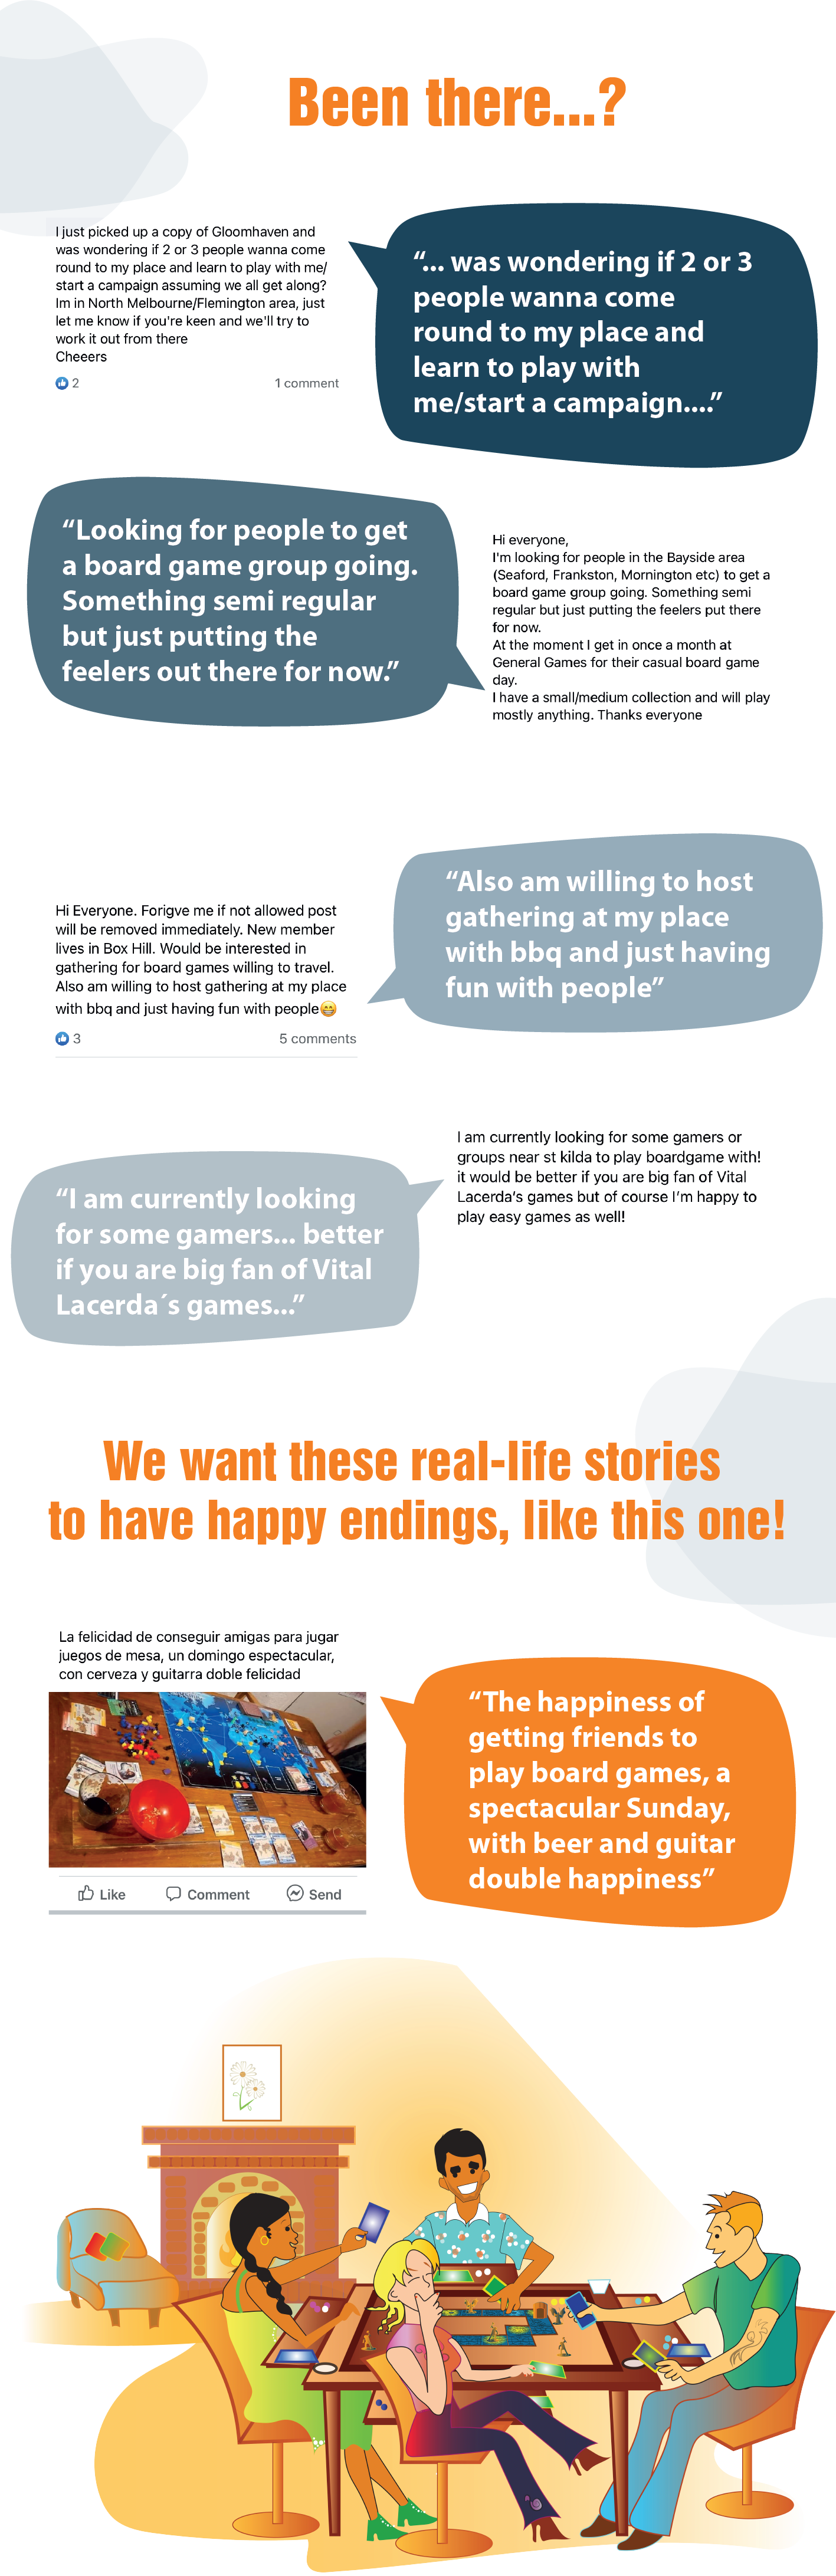 Been there...?
I just picked up a copy of Gloomhaven and
was wondering if 2 or 3 people wanna come
round to my place and learn to play with me/
start a campaign assuming we all get along?
Im in North Melbourne/Flemington area, just
let me know if you're keen and we'll try to
work it out from there
Cheeers
2
1 comment
“... was wondering if 2 or 3
people wanna come
round to my place and
learn to play with
me/start a campaign....”
“Looking for people to get
a board game group going.
Something semi regular
but just putting the
feelers out there for now.”
Hi everyone,
I'm looking for people in the Bayside area
(Seaford, Frankston, Mornington etc) to get a
board game group going. Something semi
regular but just putting the feelers put there
for now.
At the moment I get in once a month at
General Games for their casual board game
day.
I have a small/medium collection and will play
mostly anything. Thanks everyone
“Also am willing to host
gathering at my place
with bbq and just having
fun with people”
Hi Everyone. Forigve me if not allowed post
will be removed immediately. New member
lives in Box Hill. Would be interested in
gathering for board games willing to travel.
Also am willing to host gathering at my place
with bbq and just having fun with people😁
3
5 comments
I am currently looking for some gamers or
groups near st kilda to play boardgame with!
it would be better if you are big fan of Vital
Lacerda's games but of course I'm happy to
play easy games as well!
“I am currently looking
for some gamers... better
if you are big fan of Vital
Lacerda´s games...”
We want these real-life stories
to have happy endings, like this one!
La felicidad de conseguir amigas para jugar
juegos de mesa, un domingo espectacular,
con cerveza y guitarra doble felicidad
“The happiness of
getting friends to
play board games, a
spectacular Sunday,
with beer and guitar
double happiness”
Like
Comment
Send